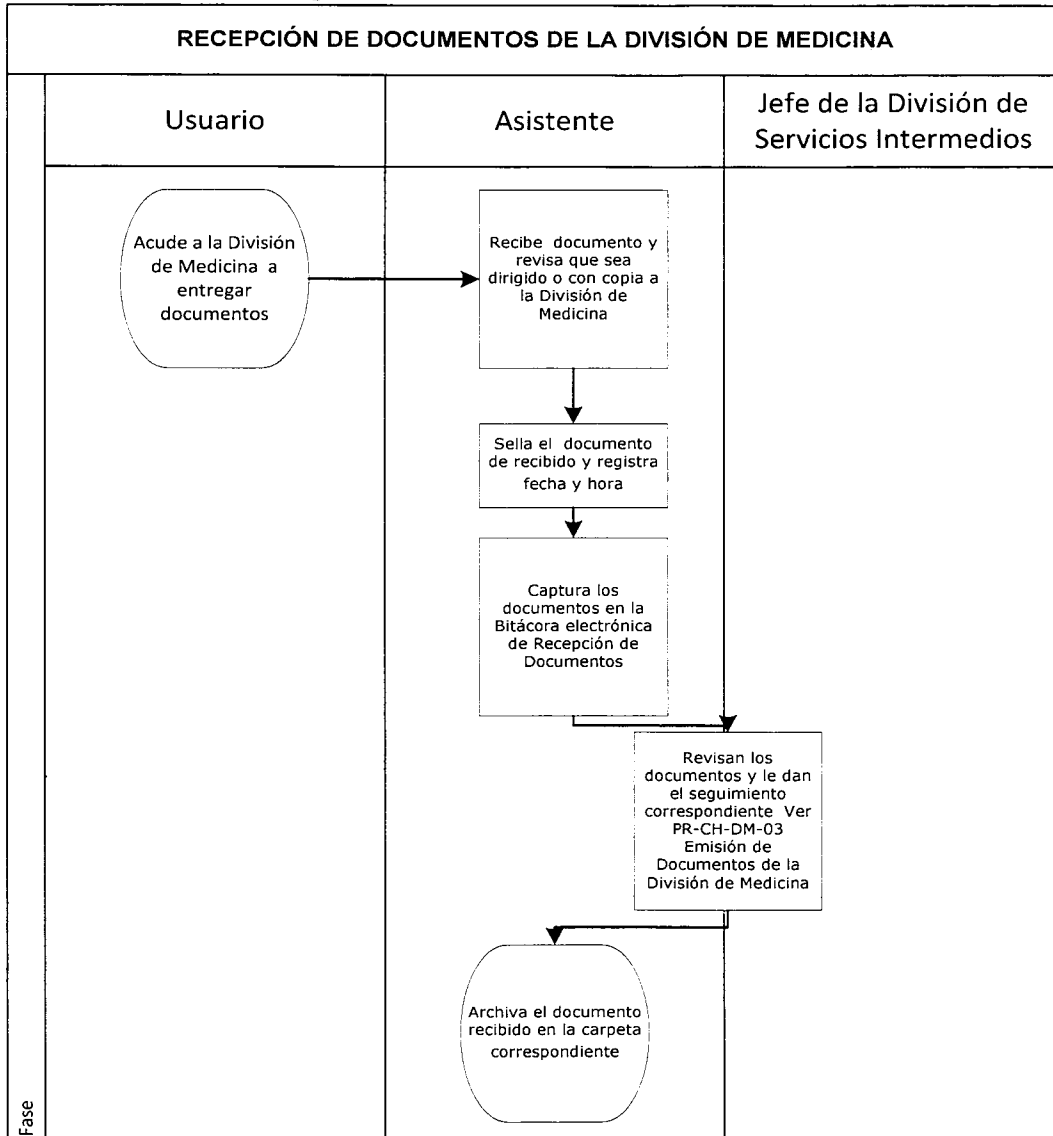 RECEPCIÓN DE DOCUMENTOS DE LA DIVISIÓN DE MEDICINA
Usuario
Asistente
Jefe de la División de
Servicios Intermedios
Acude a la División
de Medicina a
entregar
documentos
Recibe documento y
revisa que sea
dirigido o con copia a
la División de
Medicina
Sella el documento
de recibido y registra
fecha y hora
Captura los
documentos en la
Bitácora electrónica
de Recepción de
Documentos
Revisan los
documentos y le dan
el seguimiento
correspondiente Ver
PR-CH-DM-03
Emisión de
Documentos de la
División de Medicina
Archiva el documento
recibido en la carpeta
correspondiente
Fase